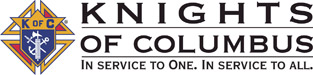 K OF C
KNIGHTS
OF COLUMBUS
IN SERVICE TO ONE. IN SERVICE TO ALL.